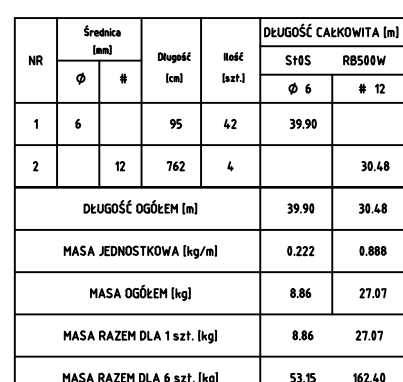 NR Średnica [mm] Długość [cm] Ilość [szt.] DŁUGOŚĆ CAŁKOWITA [m]
St0S RB500W
Ø # Ø 6 # 12
1 6 95 42 39.90
2 12 762 4 30.48
DŁUGOŚĆ OGÓŁEM [m] 39.90 30.48
MASA JEDNOSTKOWA [kg/m] 0.222 0.888
MASA OGÓŁEM [kg] 8.86 27.07
MASA RAZEM DLA 1 szt. [kg] 8.86 27.07
MASA RAZEM DLA 6 szt. [kg] 53.15 162.40